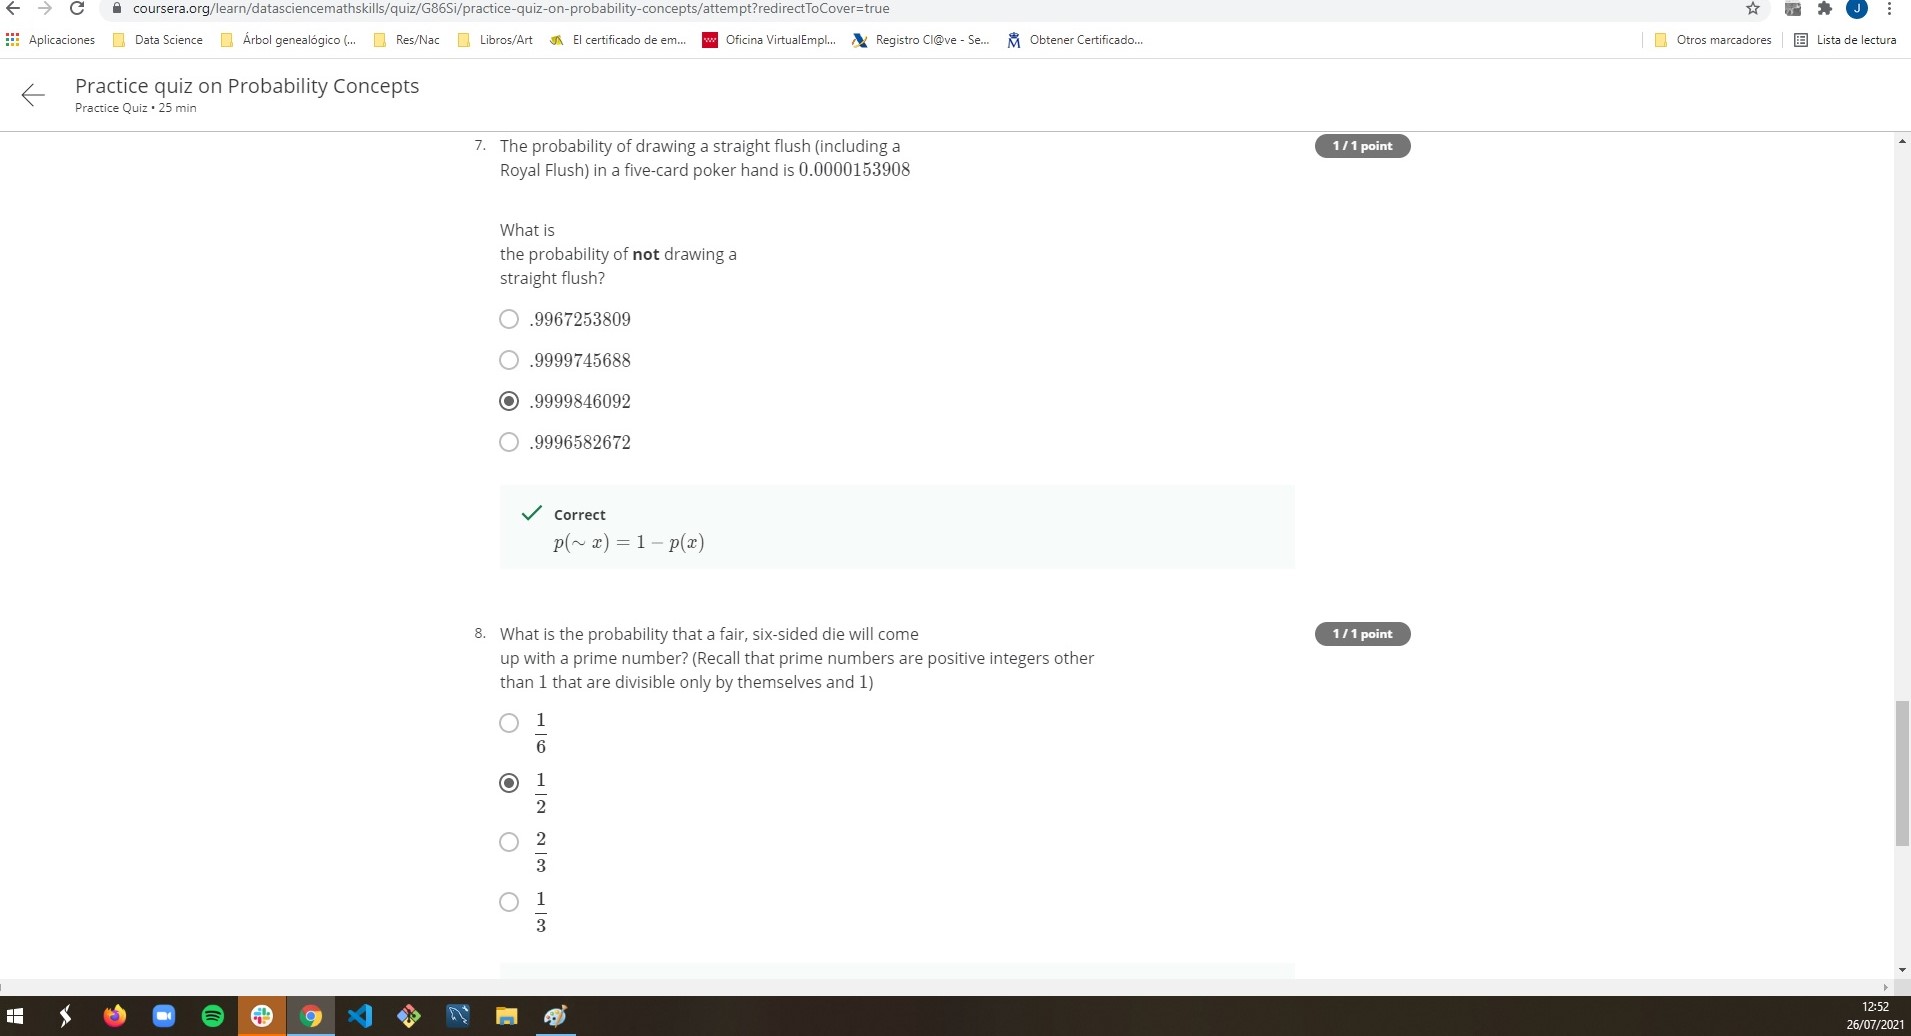 coursera.org/learn/datasciencemathskills/quiz/G86Si/practice-quiz-on-probability-concepts/attempt?redirectToCover=true
J
Aplicaciones Data Science Árbol genealógico (... Res/Nac Libros/Art El certificado de em... Oficina VirtualEmpl... Registro Cl@ve - Se... Obtener Certificado... Otros marcadores Lista de lectura
Practice quiz on Probability Concepts
Practice Quiz • 25 min
7. The probability of drawing a straight flush (including a 1 / 1 point
Royal Flush) in a five-card poker hand is 0.0000153908
What is
the probability of not drawing a
straight flush?
.9967253809
.9999745688
.9999846092
.9996582672
Correct
p(∼ x) = 1 − p(x)
8. What is the probability that a fair, six-sided die will come 1 / 1 point
up with a prime number? (Recall that prime numbers are positive integers other
than 1 that are divisible only by themselves and 1)
1
6
1
2
2
3
1
3
12:52
26/07/2021